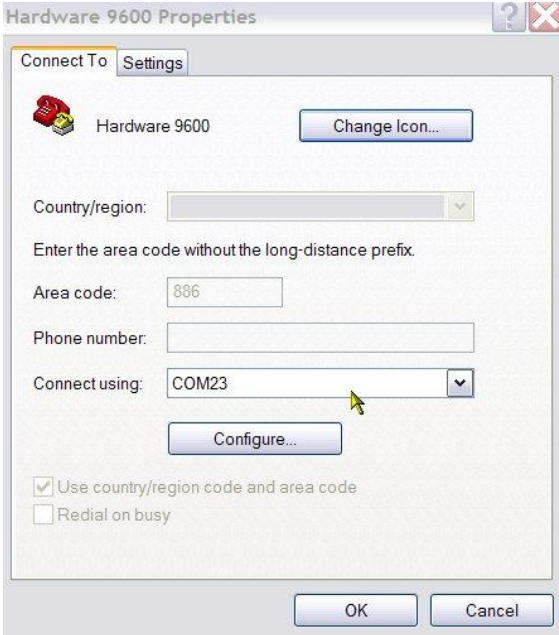 Hardware 9600 Properties
Connect To Settings
Hardware 9600 Change Icon...
Country/region:
Enter the area code without the long-distance prefix.
Area code: 886
Phone number:
Connect using: COM23
Configure...
Use country/region code and area code
Redial on busy
OK Cancel